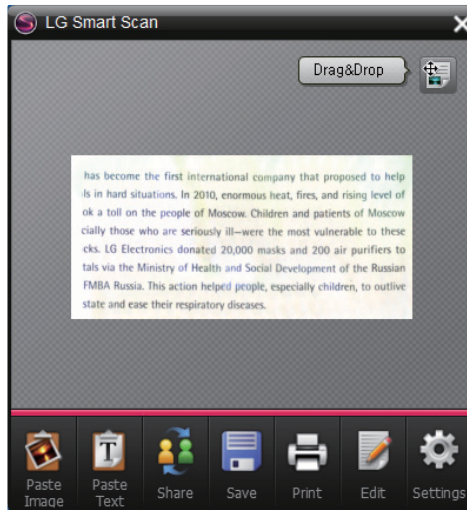 LG Smart Scan
Drag&Drop
has become the first international company that proposed to help
ls in hard situations. In 2010, enormous heat, fires, and rising level of
ok a toll on the people of Moscow. Children and patients of Moscow
cially those who are seriously ill—were the most vulnerable to these
cks. LG Electronics donated 20,000 masks and 200 air purifiers to
tals via the Ministry of Health and Social Development of the Russian
FMBA Russia. This action helped people, especially children, to outlive
state and ease their respiratory diseases.
Paste Image
Paste Text
Share
Save
Print
Edit
Settings